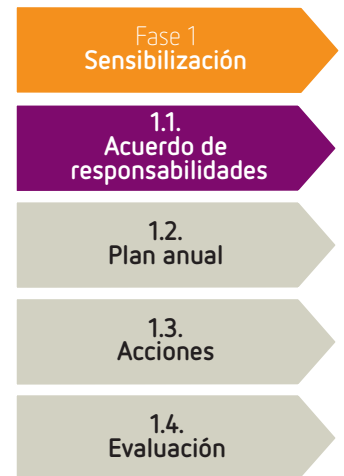 Fase 1
Sensibilización
1.1.
Acuerdo de
responsabilidades
1.2.
Plan anual
1.3.
Acciones
1.4.
Evaluación